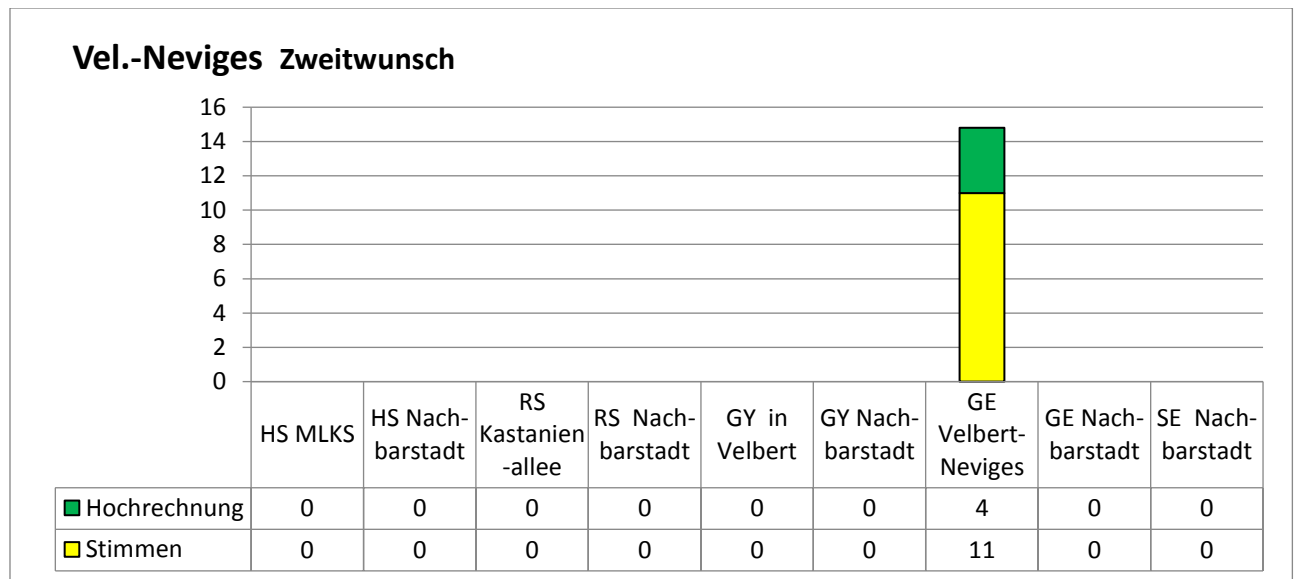 Vel.-Neviges Zweitwunsch
16
14
12
10
8
6
4
2
0
HS MLKS
HS Nach-
barstadt
RS
Kastanien
-allee
RS Nach-
barstadt
GY in
Velbert
GY Nach-
barstadt
GE
Velbert-
Neviges
GE Nach-
barstadt
SE Nach-
barstadt
Hochrechnung 0 0 0 0 0 0 4 0 0
Stimmen 0 0 0 0 0 0 11 0 0